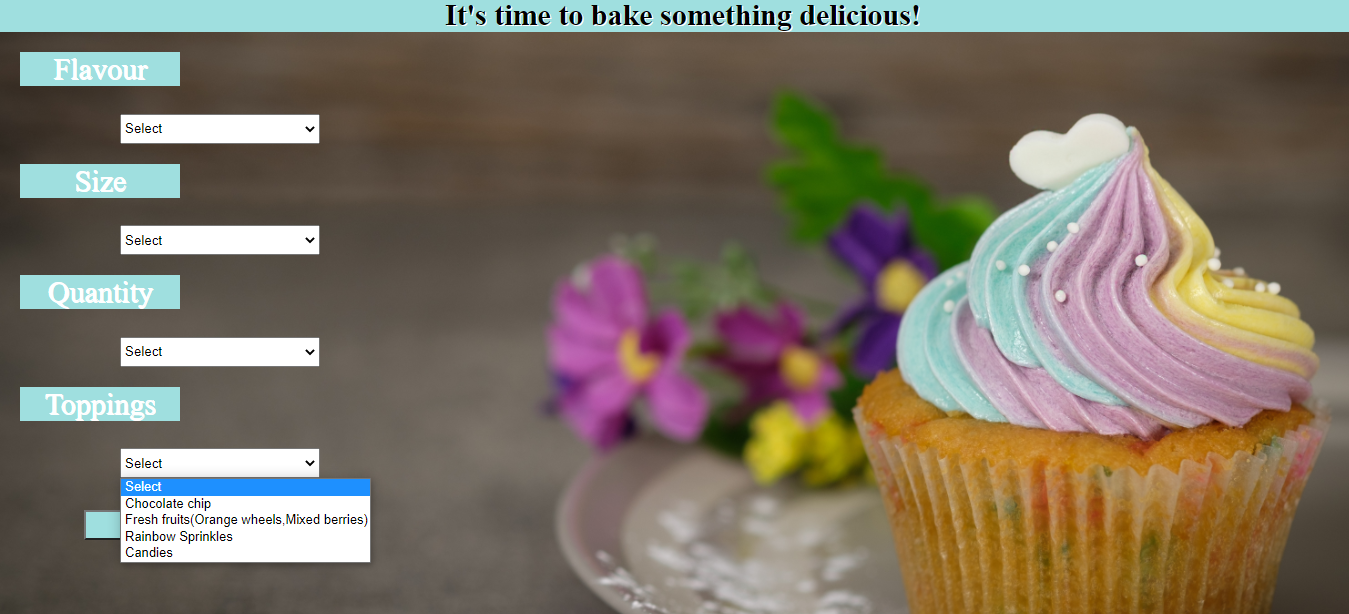 It's time to bake something delicious!
Flavour
Select
Size
Select
Quantity
Select
Toppings
Select
Select
Chocolate chip
Fresh fruits(Orange wheels,Mixed berries)
Rainbow Sprinkles
Candies